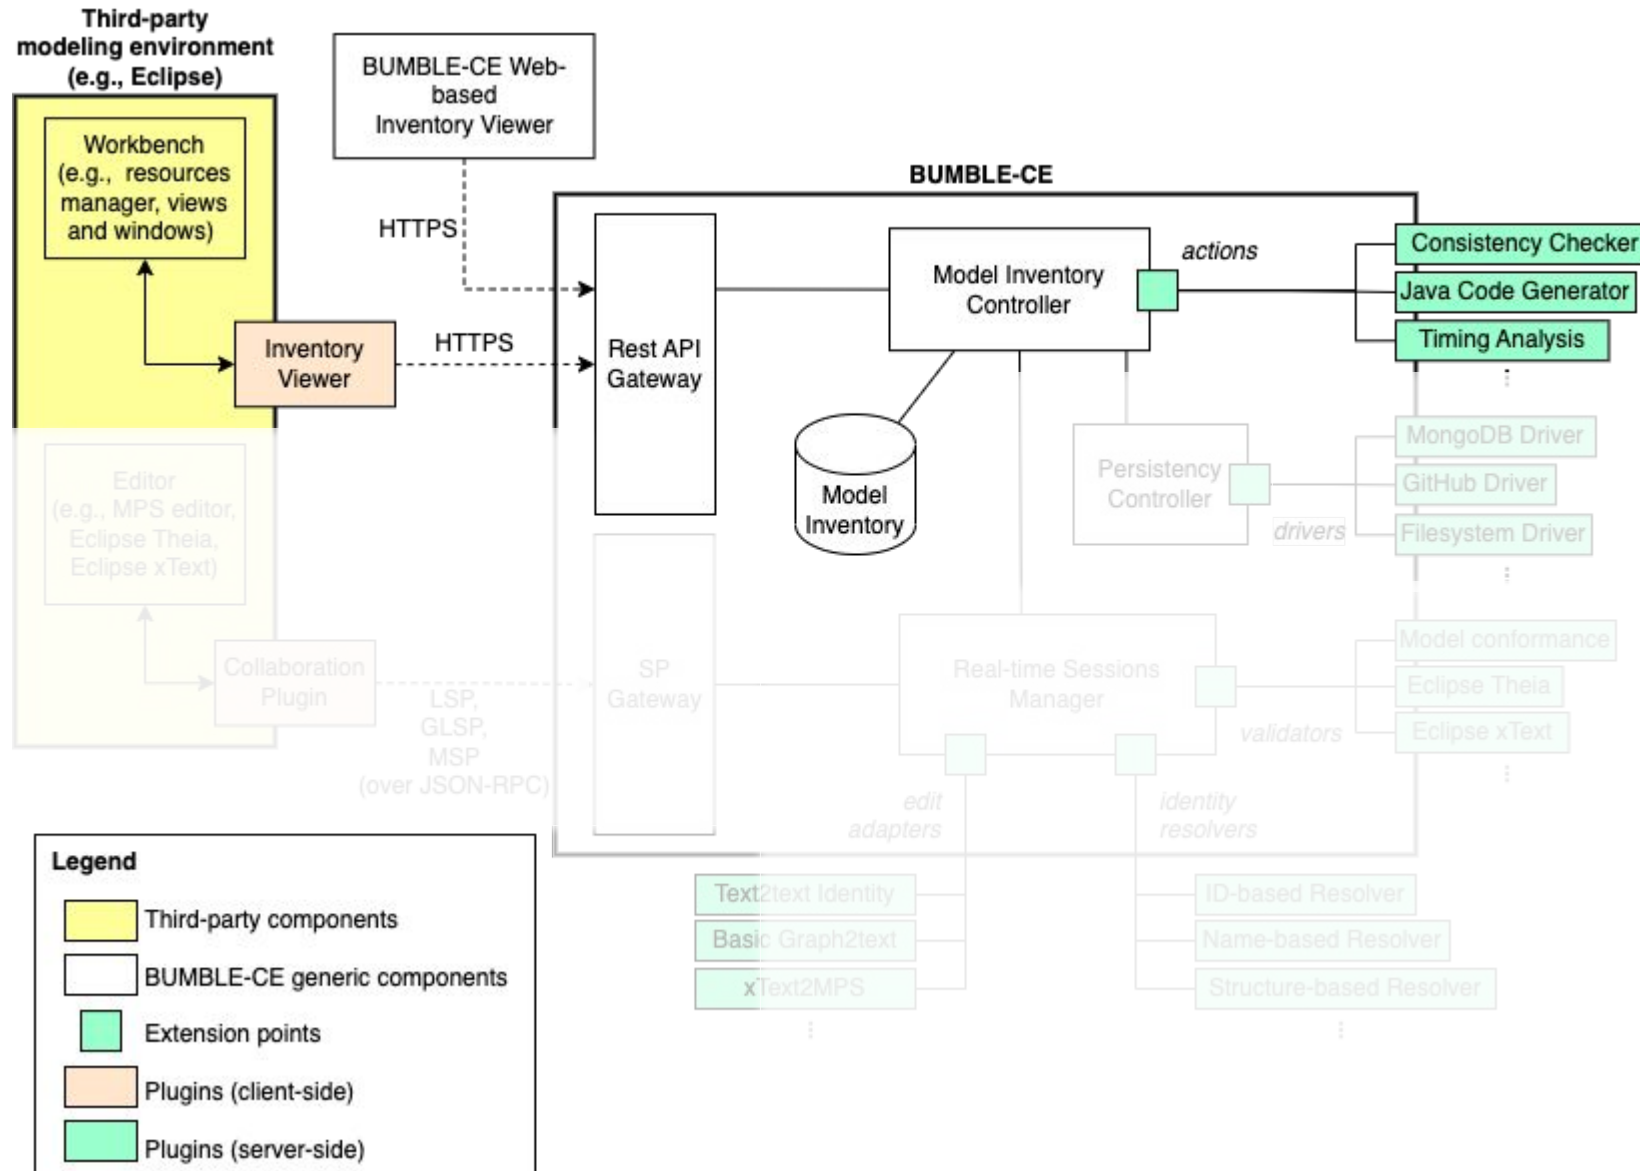 Third-party
modeling environment
(e.g., Eclipse)
Workbench
(e.g., resources
manager, views
and windows)
Inventory
Viewer
Editor
(e.g., MPS editor,
Eclipse Theia,
Eclipse xText)
Collaboration
Plugin
BUMBLE-CE Web-
based
Inventory Viewer
HTTPS
HTTPS
LSP,
GLSP,
MSP
(over JSON-RPC)
BUMBLE-CE
Rest API
Gateway
SP
Gateway
Model Inventory
Controller
actions
Consistency Checker
Java Code Generator
Timing Analysis
Model
Inventory
Persistency
Controller
drivers
MongoDB Driver
GitHub Driver
Filesystem Driver
Real-time Sessions
Manager
validators
Model conformance
Eclipse Theia
Eclipse xText
edit
adapters
identity
resolvers
Text2text Identity
Basic Graph2text
xText2MPS
ID-based Resolver
Name-based Resolver
Structure-based Resolver
Legend
Third-party components
BUMBLE-CE generic components
Extension points
Plugins (client-side)
Plugins (server-side)